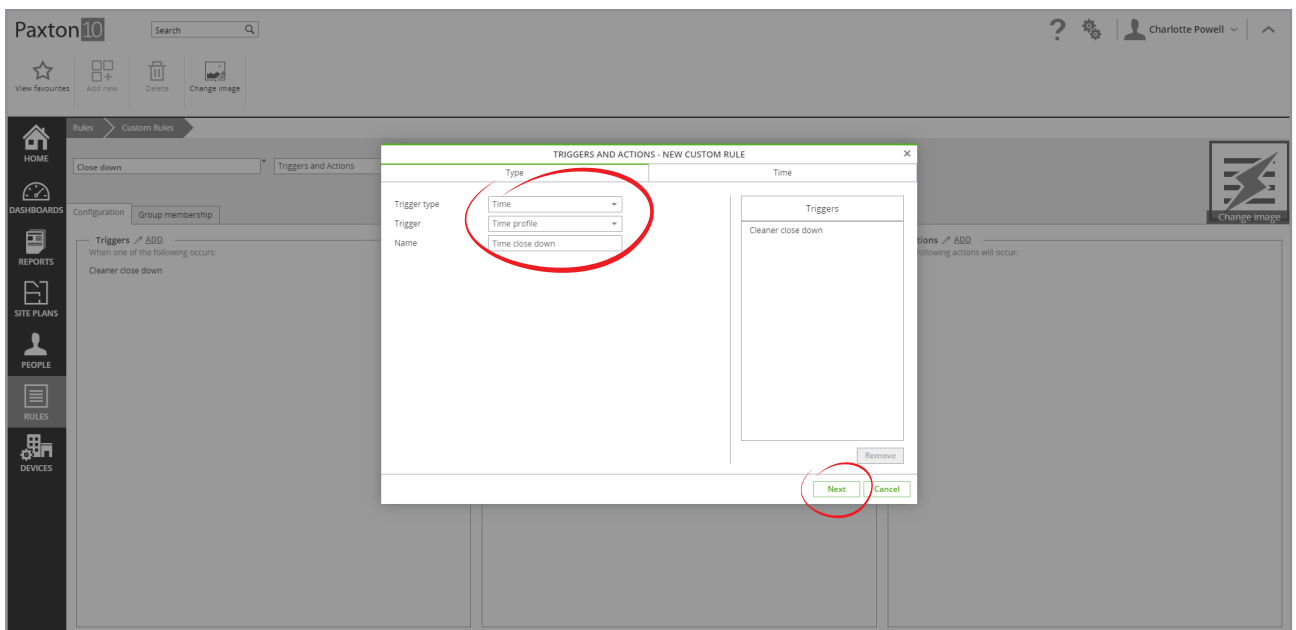 Paxton10
Search
Charlotte Powell
View favourites
Add new
Delete
Change image
HOME
DASHBOARDS
REPORTS
SITE PLANS
PEOPLE
RULES
DEVICES
Rules
Custom Rules
Close down
*
Triggers and Actions
Change image
Configuration
Group membership
Triggers ADD
When one of the following occurs:
Cleaner close down
TRIGGERS AND ACTIONS - NEW CUSTOM RULE
Type
Time
Trigger type
Time
Trigger
Time profile
Name
Time close down
Triggers
Cleaner close down
Remove
Next
Cancel
ADD
following actions will occur: